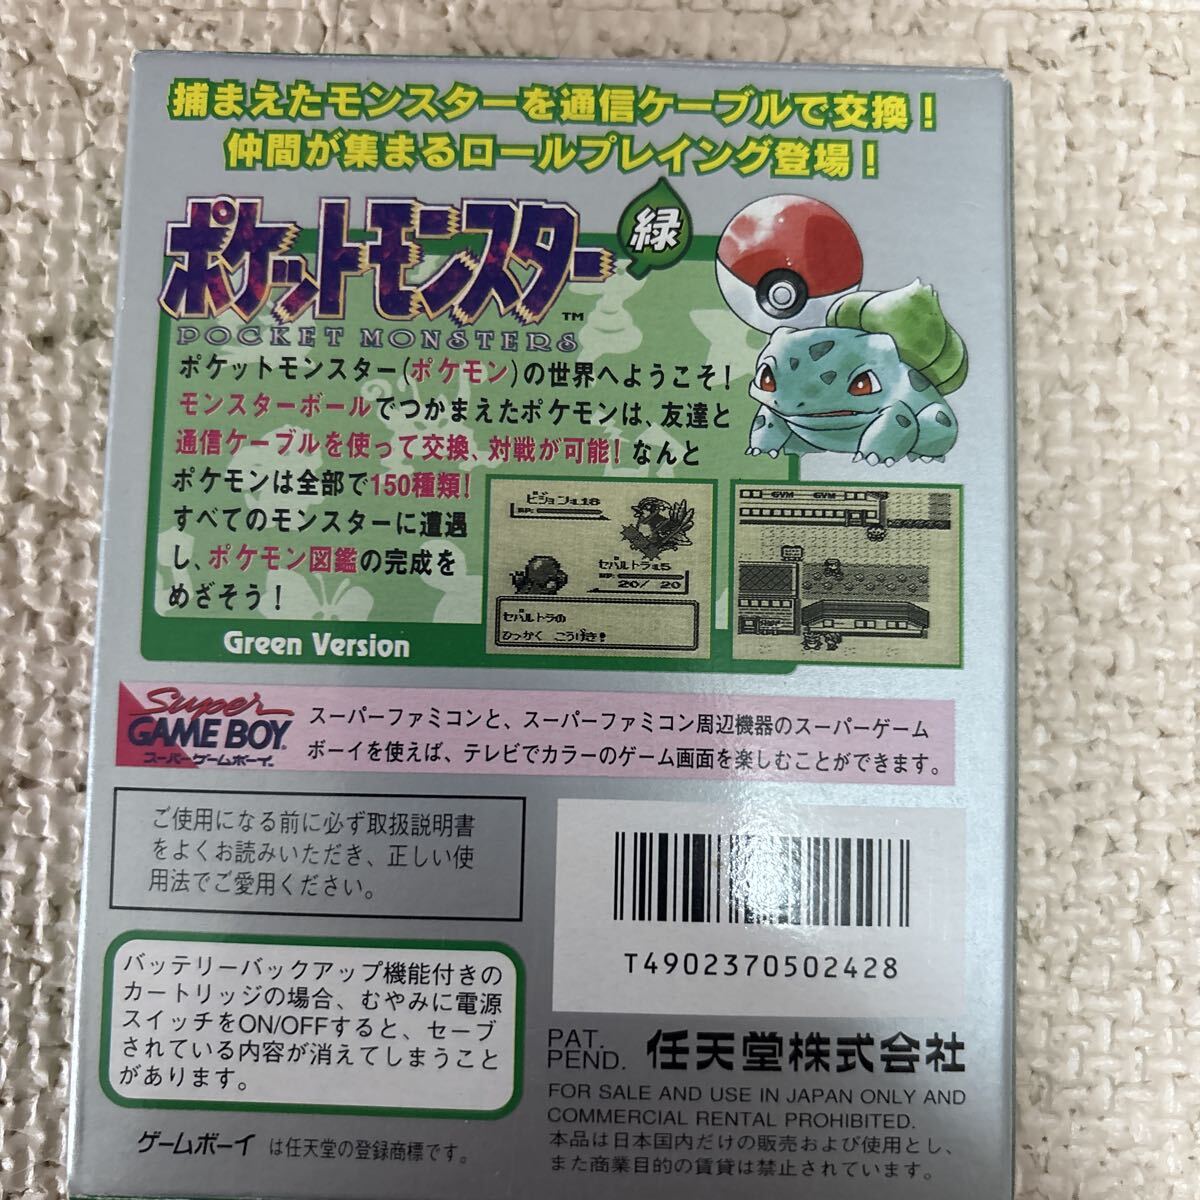 捕まえたモンスターを通信ケーブルで交換！
仲間が集まるロールプレイング登場！
ポケットモンスター 緑
TM
POCKET MONSTERS
ポケットモンスター(ポケモン)の世界へようこそ！
モンスターボールでつかまえたポケモンは、友達と
通信ケーブルを使って交換、対戦が可能！なんと
ポケモンは全部で150種類！
すべてのモンスターに遭遇
し、ポケモン図鑑の完成を
めざそう！
ピジョン :L18
HP:
セバルトラ :L5
HP:
20/ 20
セバルトラの
ひっかく こうげき！
GYM GYM
Green Version
Super
GAME BOY
スーパーゲームボーイ
スーパーファミコンと、スーパーファミコン周辺機器のスーパーゲーム
ボーイを使えば、テレビでカラーのゲーム画面を楽しむことができます。
ご使用になる前に必ず取扱説明書
をよくお読みいただき、正しい使
用法でご愛用ください。
T4902370502428
バッテリーバックアップ機能付きの
カートリッジの場合、むやみに電源
スイッチをON/OFFすると、セーブ
されている内容が消えてしまうこと
があります。
PAT.
PEND.
任天堂株式会社
FOR SALE AND USE IN JAPAN ONLY AND
COMMERCIAL RENTAL PROHIBITED.
本品は日本国内だけの販売および使用とし、
また商業目的の賃貸は禁止されています。
ゲームボーイ は任天堂の登録商標です。